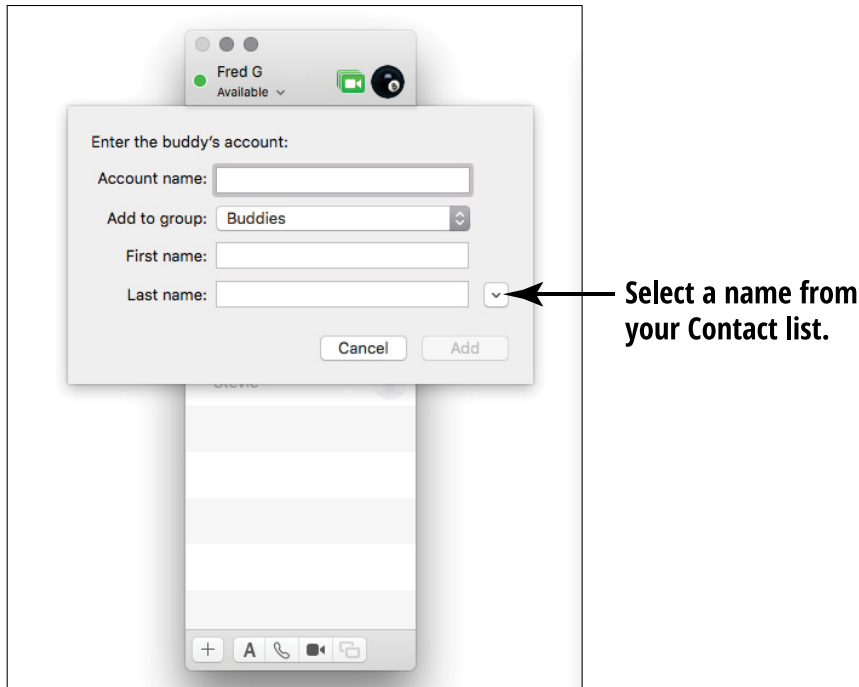 Fred G
Available
Enter the buddy's account:
Account name:
Add to group: Buddies
First name:
Last name:
Select a name from
your Contact list.
Cancel Add
Stevie
A